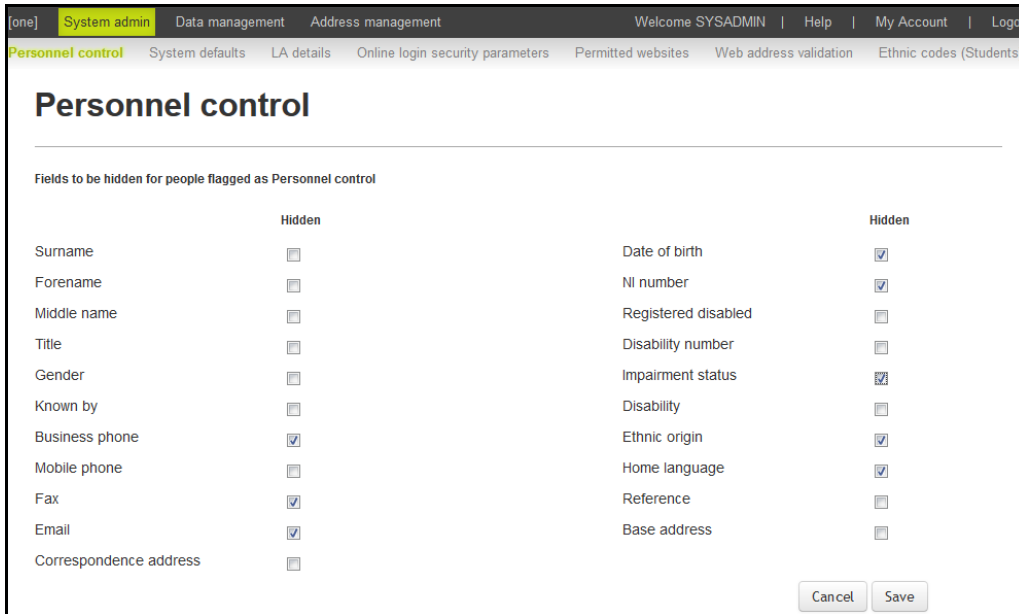 [one] System admin Data management Address management Welcome SYSADMIN | Help | My Account |
Personnel control System defaults LA details Online login security parameters Permitted websites Web address validation Ethnic codes (Students
Personnel control
Fields to be hidden for people flagged as Personnel control
Hidden Hidden
Surname Date of birth
Forename NI number
Middle name Registered disabled
Title Disability number
Gender Impairment status
Known by Disability
Business phone Ethnic origin
Mobile phone Home language
Fax Reference
Email Base address
Correspondence address
Cancel Save